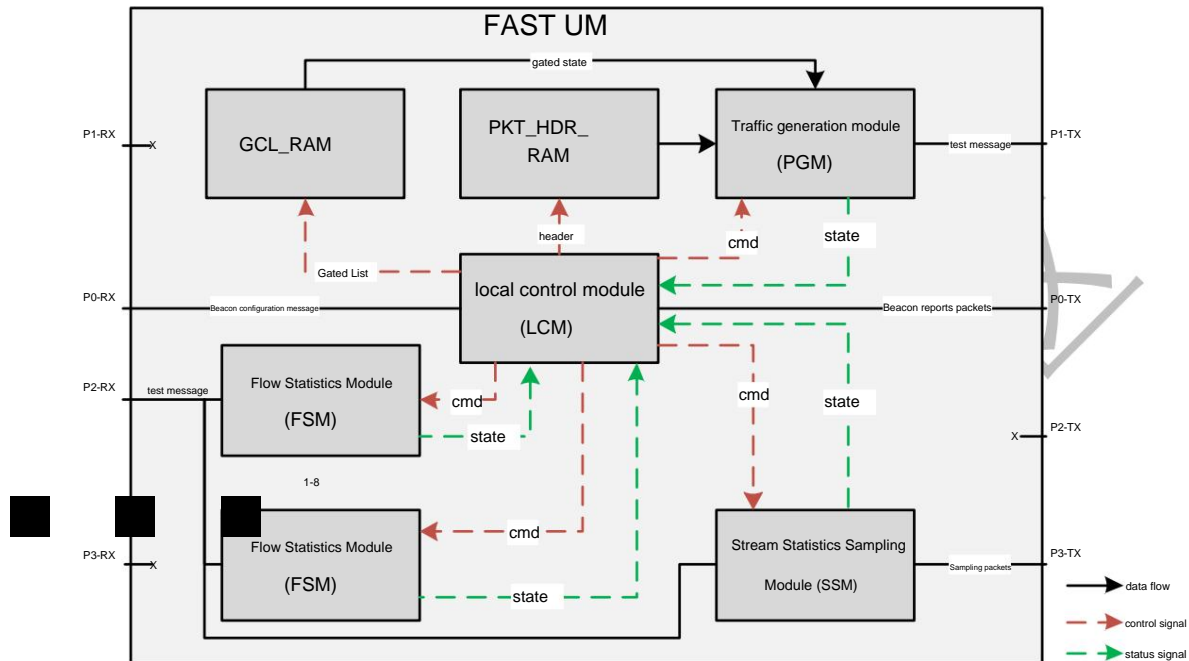 FAST UM
gated state
GCL_RAM
PKT_HDR_
RAM
Traffic generation module
(PGM)
P1-RX
X
test message
P1-TX
header
cmd
state
Gated List
local control module
(LCM)
P0-RX
Beacon configuration message
Beacon reports packets
P0-TX
P2-RX
test message
Flow Statistics Module
(FSM)
cmd
state
cmd
state
X
P2-TX
1-8
P3-RX
X
Flow Statistics Module
(FSM)
cmd
state
Stream Statistics Sampling
Module (SSM)
Sampling packets
P3-TX
data flow
control signal
status signal